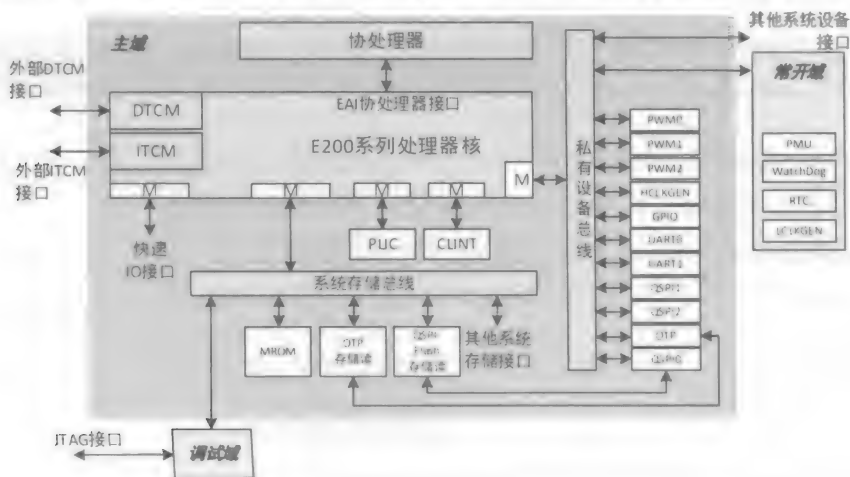 主域
协处理器
其他系统设备
接口
外部DTCM
接口
DTCM
EAI协处理器接口
常开域
ITCM
E200系列处理器核
外部ITCM
接口
M
M
M
M
M
私有设备总线
PWM0
PWM1
PWM2
HCLKGEN
GPIO
UART0
UART1
QSPI1
QSPI2
OTP
QSPI0
PMU
WatchDog
RTC
LCLKGEN
快速
IO接口
PLIC
CLINT
系统存储总线
MROM
OTP
存储读
QSPI0
Flash
存储读
其他系统
存储接口
JTAG接口
调试域